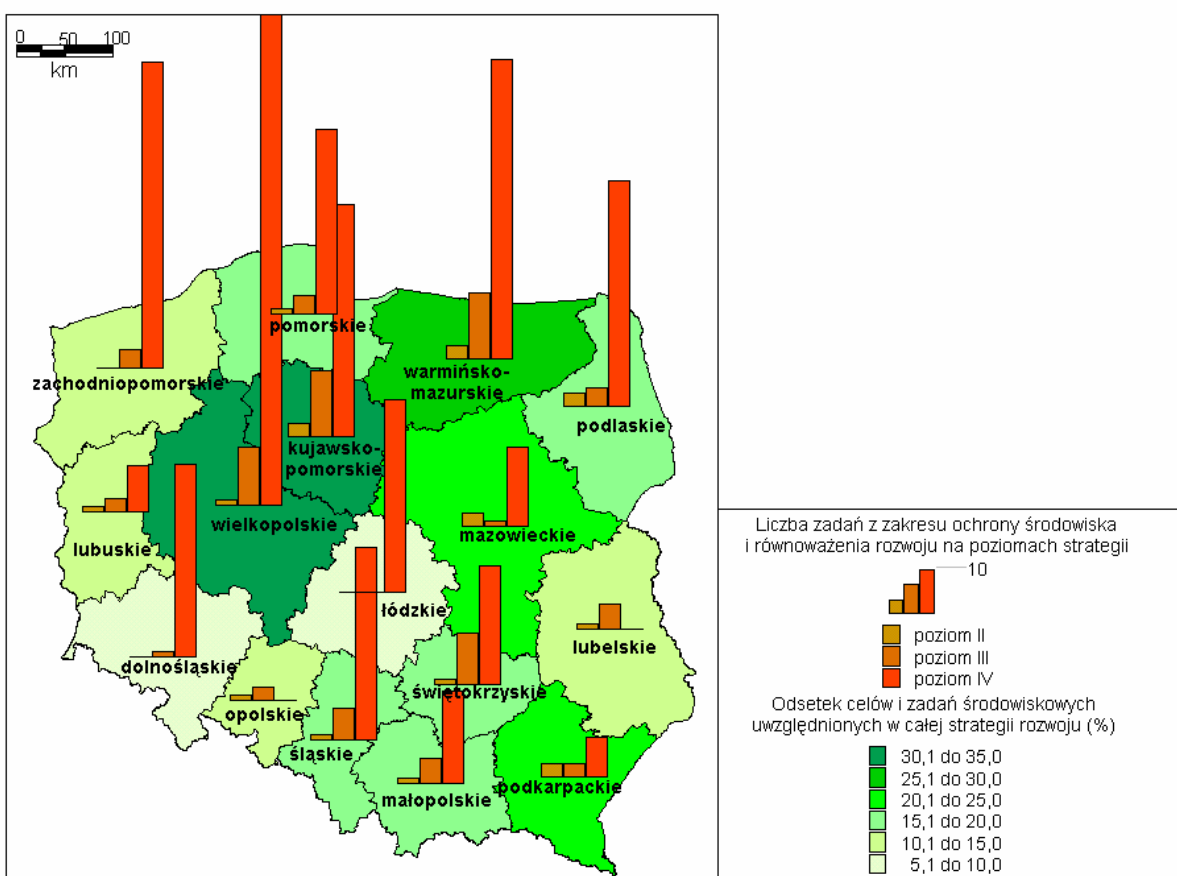 0 50 100
km
pomorskie
zachodniopomorskie
warmińsko-
mazurskie
podlaskie
kujawsko-
pomorskie
wielkopolskie
mazowieckie
lubuskie
łódzkie
lubelskie
dolnośląskie
świętokrzyskie
opolskie
śląskie
małopolskie
podkarpackie
Liczba zadań z zakresu ochrony środowiska
i równoważenia rozwoju na poziomach strategii
10
poziom II
poziom III
poziom IV
Odsetek celów i zadań środowiskowych
uwzględnionych w całej strategii rozwoju (%)
30,1 do 35,0
25,1 do 30,0
20,1 do 25,0
15,1 do 20,0
10,1 do 15,0
5,1 do 10,0